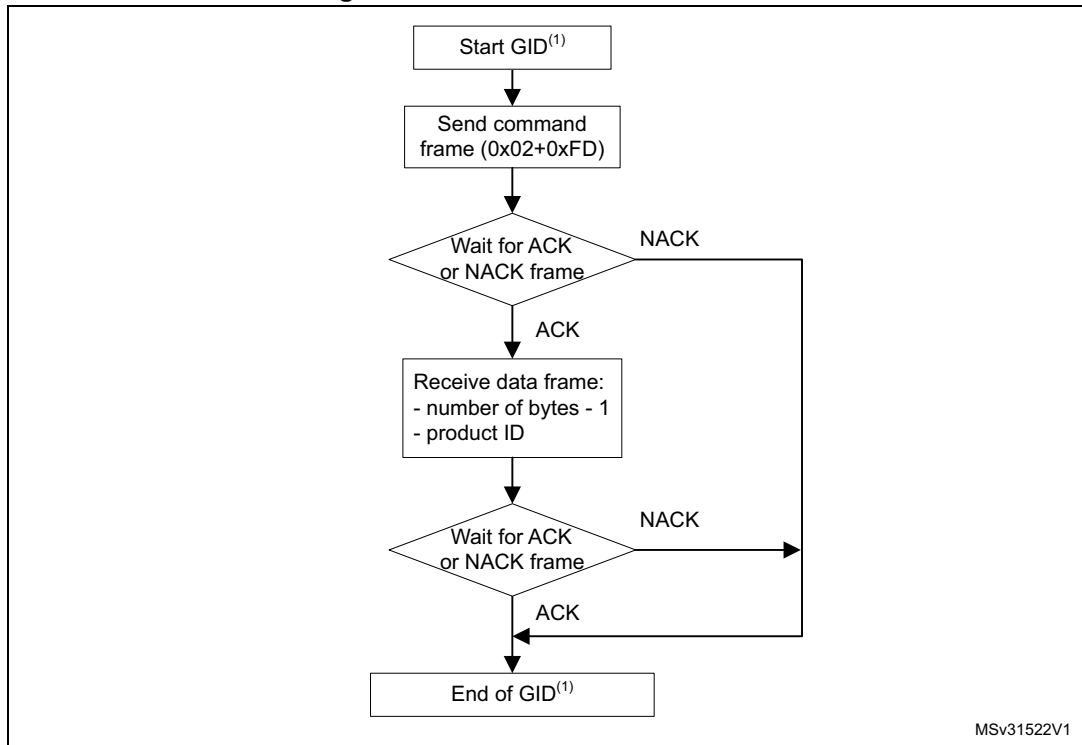 Start GID(1)
Send command
frame (0x02+0xFD)
Wait for ACK
or NACK frame
NACK
ACK
Receive data frame:
- number of bytes - 1
- product ID
Wait for ACK
or NACK frame
NACK
ACK
End of GID(1)
MSv31522V1